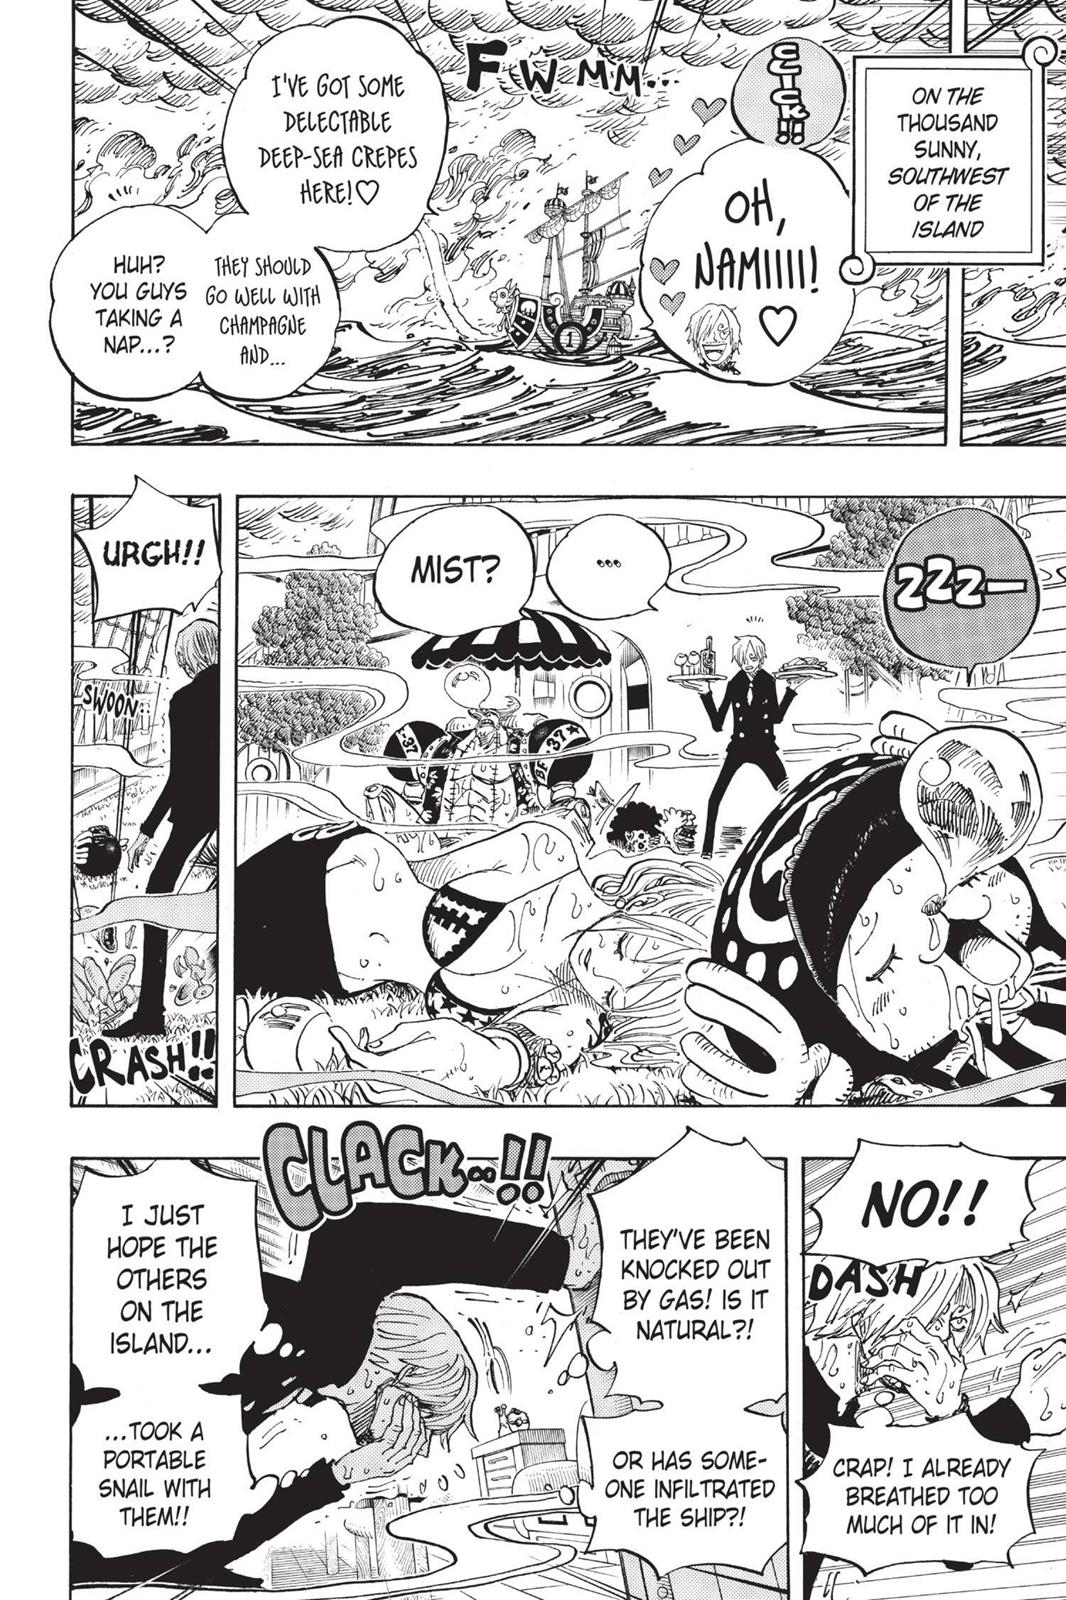 ON THE
THOUSAND
SUNNY,
SOUTHWEST
OF THE
ISLAND
CLICK!!
OH,
NAMIIII!
♡
FWMM...
I'VE GOT SOME
DELECTABLE
DEEP-SEA CREPES
HERE!♡
THEY SHOULD
GO WELL WITH
CHAMPAGNE
AND...
HUH?
YOU GUYS
TAKING A
NAP...?
1
ZZZ—
...
MIST?
37
37
URGH!!
SWOON...
CRASH!!
NO!!
DASH
CRAP! I ALREADY
BREATHED TOO
MUCH OF IT IN!
THEY'VE BEEN
KNOCKED OUT
BY GAS! IS IT
NATURAL?!
OR HAS SOME-
ONE INFILTRATED
THE SHIP?!
CLACK..!!
I JUST
HOPE THE
OTHERS
ON THE
ISLAND...
...TOOK A
PORTABLE
SNAIL WITH
THEM!!